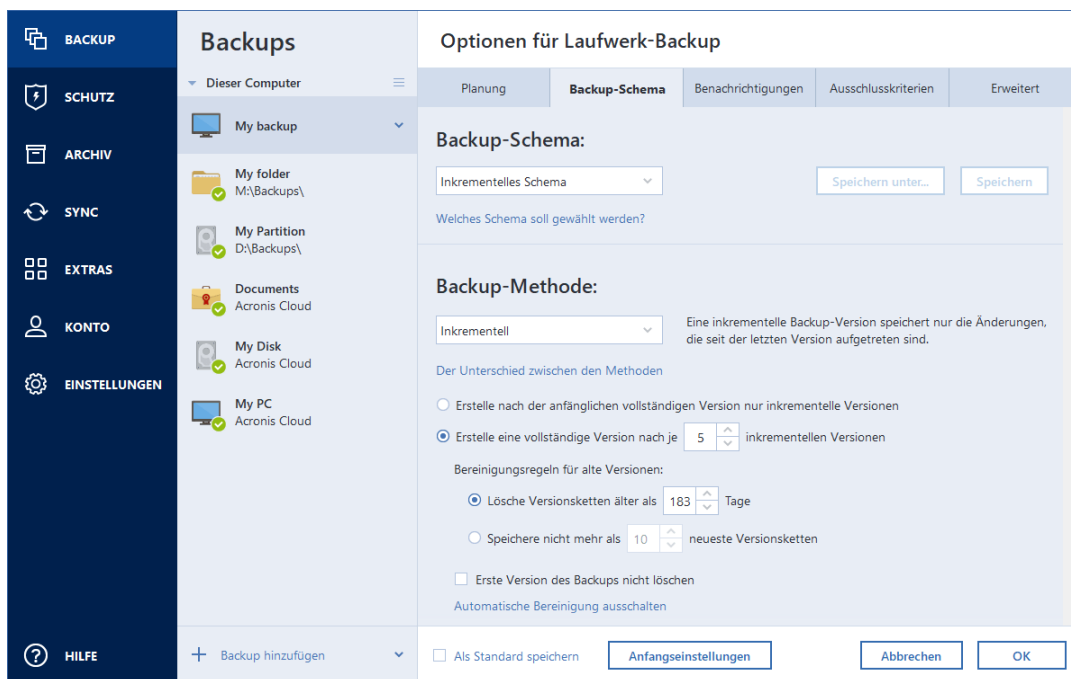 BACKUP
SCHUTZ
ARCHIV
SYNC
EXTRAS
KONTO
EINSTELLUNGEN
HILFE
Backups
Dieser Computer
My backup
My folder
M:\Backups\
My Partition
D:\Backups\
Documents
Acronis Cloud
My Disk
Acronis Cloud
My PC
Acronis Cloud
Backup hinzufügen
Optionen für Laufwerk-Backup
Planung
Backup-Schema
Benachrichtigungen
Ausschlusskriterien
Erweitert
Backup-Schema:
Inkrementelles Schema
Speichern unter...
Speichern
Welches Schema soll gewählt werden?
Backup-Methode:
Inkrementell
Eine inkrementelle Backup-Version speichert nur die Änderungen,
die seit der letzten Version aufgetreten sind.
Der Unterschied zwischen den Methoden
Erstelle nach der anfänglichen vollständigen Version nur inkrementelle Versionen
Erstelle eine vollständige Version nach je 5 inkrementellen Versionen
Bereinigungsregeln für alte Versionen:
Lösche Versionsketten älter als 183 Tage
Speichere nicht mehr als 10 neueste Versionsketten
Erste Version des Backups nicht löschen
Automatische Bereinigung ausschalten
Als Standard speichern
Anfangseinstellungen
Abbrechen
OK